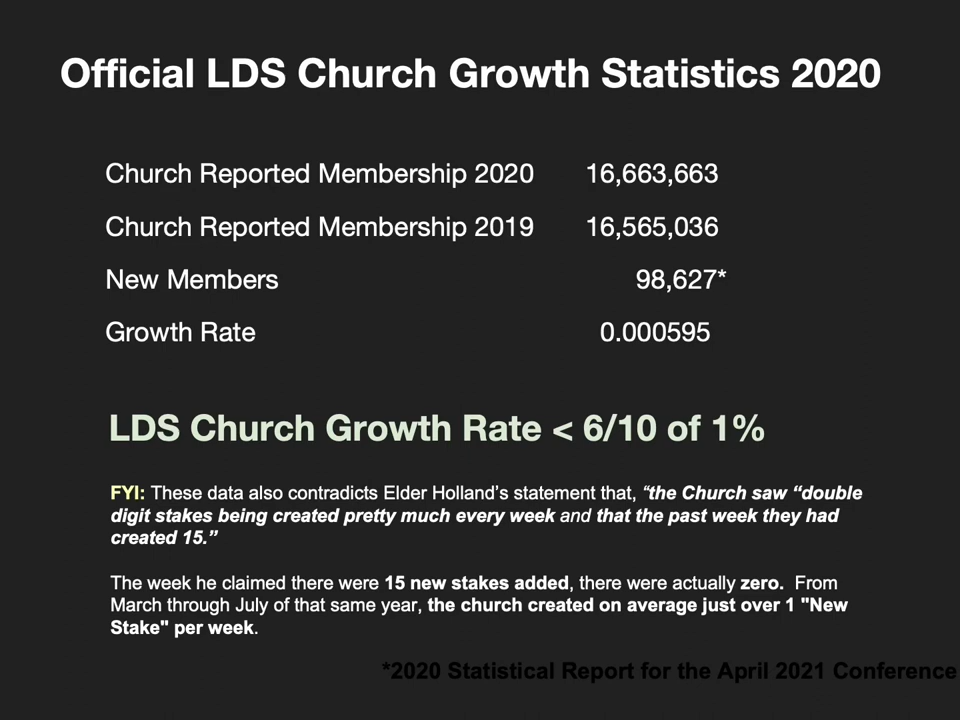 Official LDS Church Growth Statistics 2020
Church Reported Membership 2020 16,663,663
Church Reported Membership 2019 16,565,036
New Members 98,627*
Growth Rate 0.000595
LDS Church Growth Rate < 6/10 of 1%
FYI: These data also contradicts Elder Holland's statement that, “the Church saw “double
digit stakes being created pretty much every week and that the past week they had
created 15.”
The week he claimed there were 15 new stakes added, there were actually zero. From
March through July of that same year, the church created on average just over 1 "New
Stake" per week.
*2020 Statistical Report for the April 2021 Conference